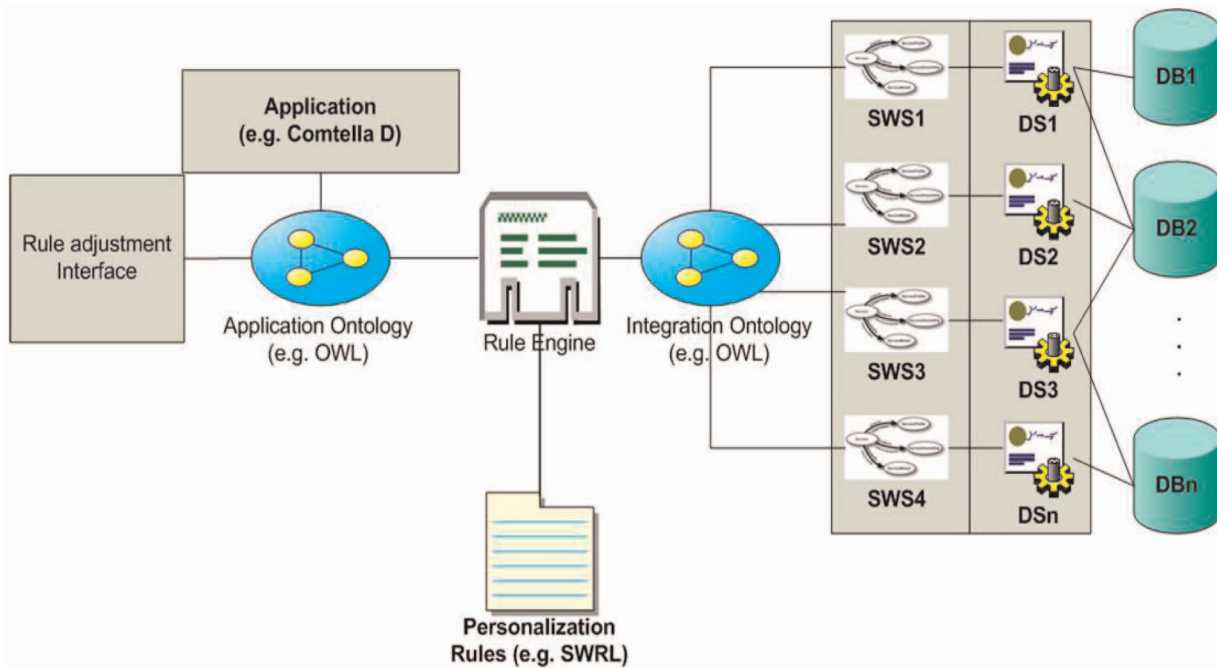 Application
(e.g. Comtella D)
Rule adjustment
Interface
Application Ontology
(e.g. OWL)
Rule Engine
Integration Ontology
(e.g. OWL)
Personalization
Rules (e.g. SWRL)
SWS1
DS1
DB1
SWS2
DS2
DB2
SWS3
DS3
SWS4
DSn
DBn